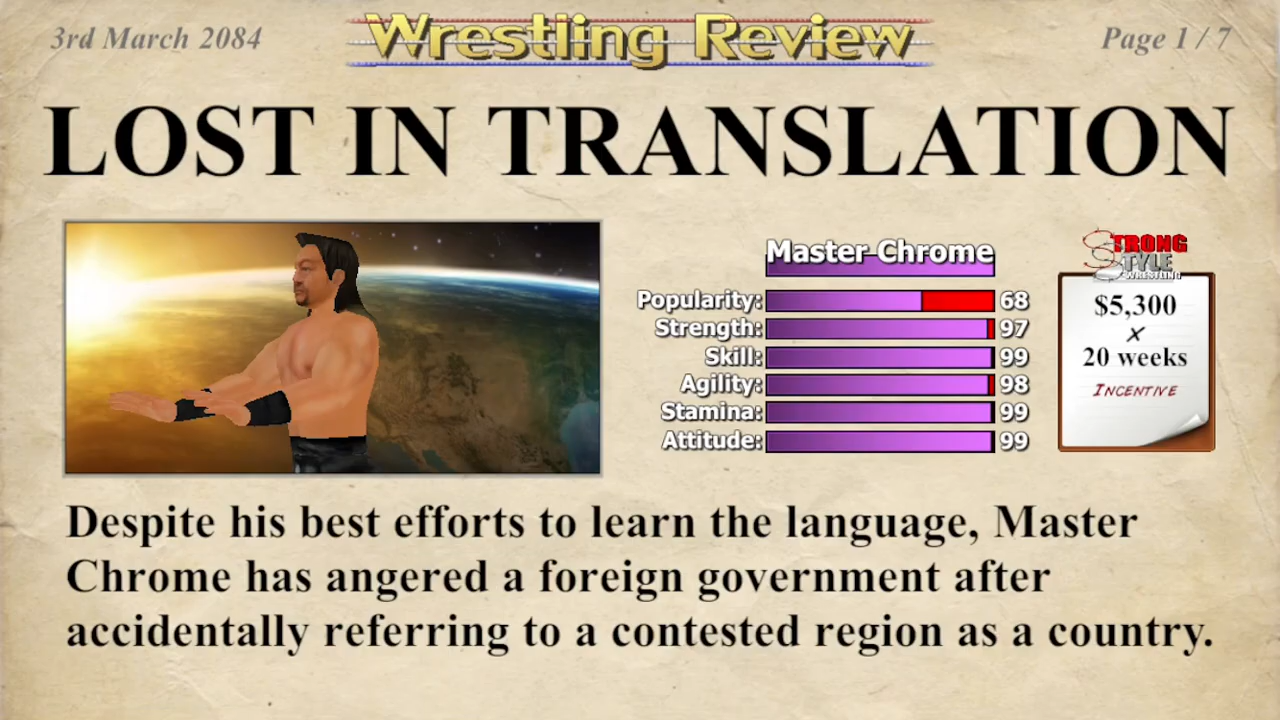 3rd March 2084
Wrestling Review
Page 1 / 7
LOST IN TRANSLATION
Master Chrome
Popularity: 68
Strength: 97
Skill: 99
Agility: 98
Stamina: 99
Attitude: 99
STRONG
STYLE
WRESTLING
$5,300
×
20 weeks
INCENTIVE
Despite his best efforts to learn the language, Master
Chrome has angered a foreign government after
accidentally referring to a contested region as a country.